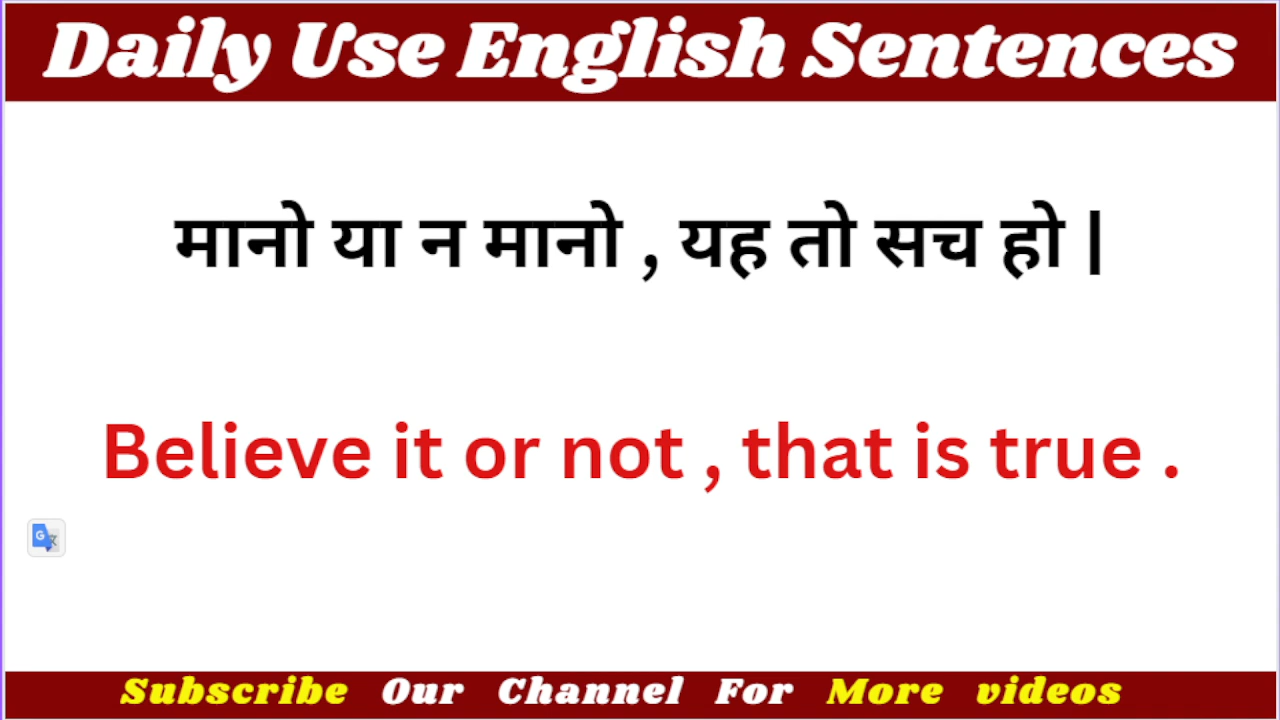 Daily Use English Sentences
मानो या न मानो , यह तो सच हो |
Believe it or not , that is true .
Subscribe Our Channel For More videos